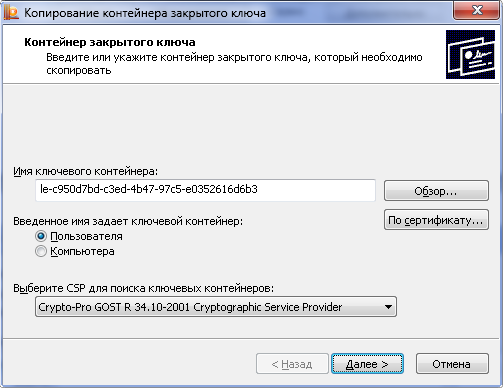 Копирование контейнера закрытого ключа
Контейнер закрытого ключа
Введите или укажите контейнер закрытого ключа, который необходимо
скопировать
Имя ключевого контейнера:
le-c950d7bd-c3ed-4b47-97c5-e0352616d6b3
Обзор...
По сертификату...
Введенное имя задает ключевой контейнер:
Пользователя
Компьютера
Выберите CSP для поиска ключевых контейнеров:
Crypto-Pro GOST R 34.10-2001 Cryptographic Service Provider
< Назад
Далее >
Отмена